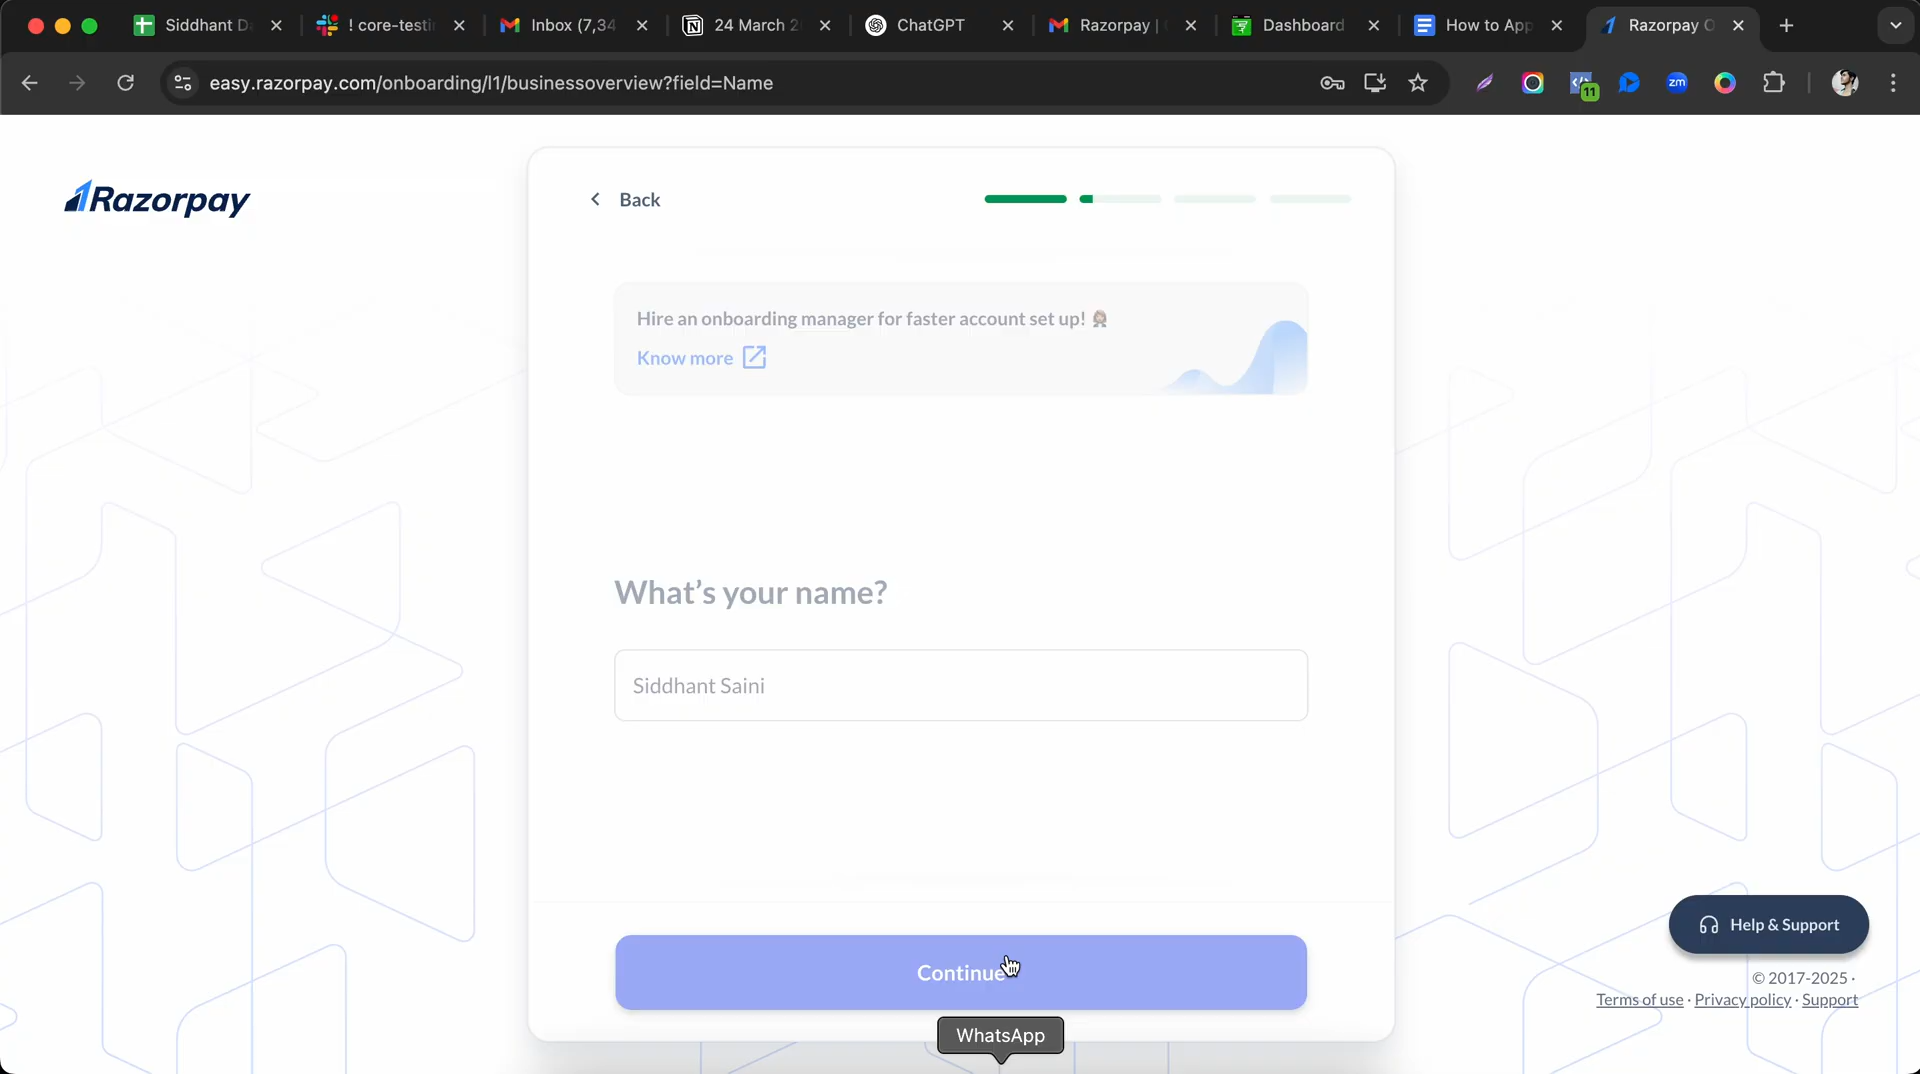 Siddhant D
! core-testi
Inbox (7,34
24 March 2
ChatGPT
Razorpay |
Dashboard
How to App
Razorpay O
easy.razorpay.com/onboarding/l1/businessoverview?field=Name
11
zm
Razorpay
Back
Hire an onboarding manager for faster account set up!
Know more
What's your name?
Siddhant Saini
Continue
WhatsApp
Help & Support
© 2017-2025 ·
Terms of use · Privacy policy · Support